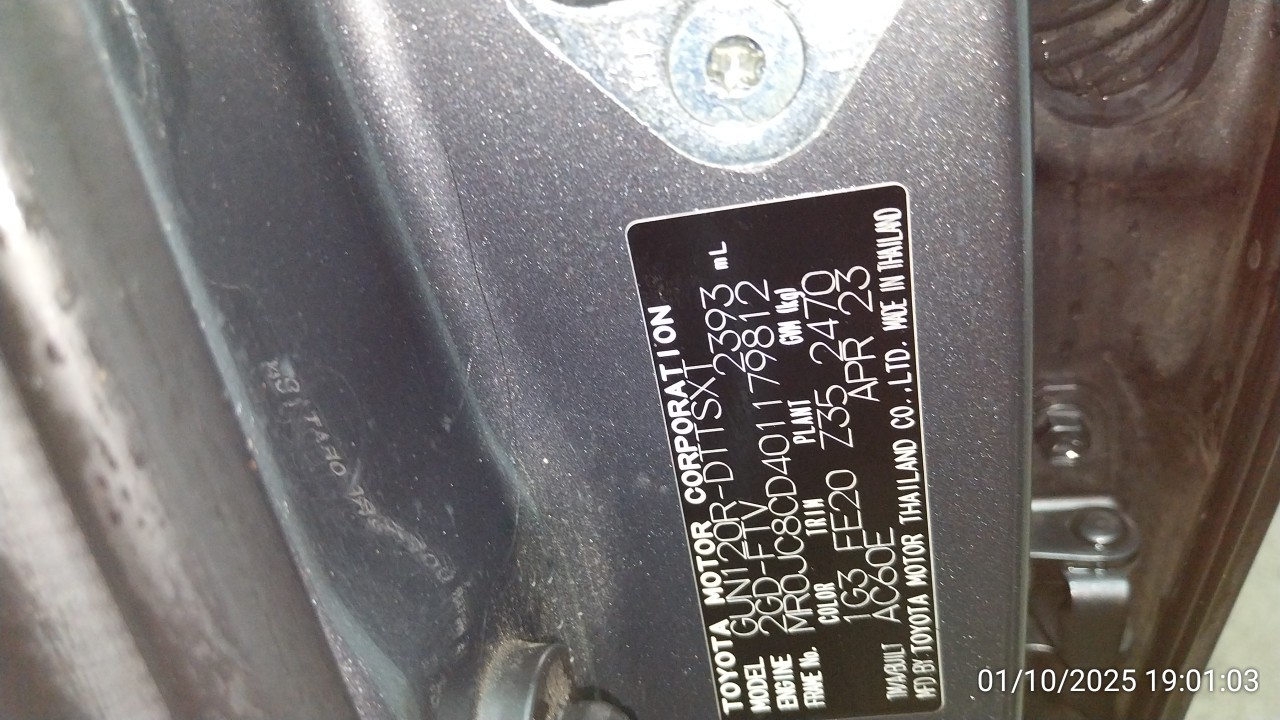 TOYOTA MOTOR CORPORATION
MODEL GUN120R-DTTSXT 2393 mL
ENGINE 2GD-FTV
FRAME No. MR0JC8CD401179812
COLOR TRIM PLANT GVM (kg)
1G3 FE20 Z35 2470
TM/A/BUILT AC60E APR '23
MFD BY TOYOTA MOTOR THAILAND CO.,LTD. MADE IN THAILAND
01/10/2025 19:01:03